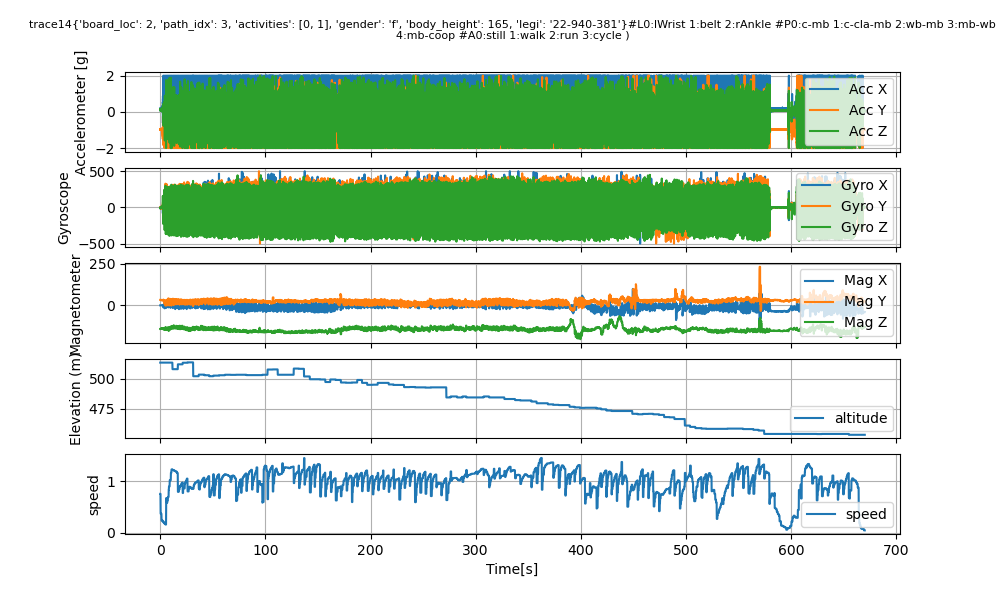 trace14{'board_loc': 2, 'path_idx': 3, 'activities': [0, 1], 'gender': 'f', 'body_height': 165, 'legi': '22-940-381'}#L0:lWrist 1:belt 2:rAnkle #P0:c-mb 1:c-cla-mb 2:wb-mb 3:mb-wb
4:mb-coop #A0:still 1:walk 2:run 3:cycle )
Accelerometer [g]
2
0
−2
Acc X
Acc Y
Acc Z
Gyroscope
500
0
−500
Gyro X
Gyro Y
Gyro Z
Magnetometer
250
0
Mag X
Mag Y
Mag Z
Elevation (m)
500
475
altitude
speed
1
0
speed
0 100 200 300 400 500 600 700
Time[s]